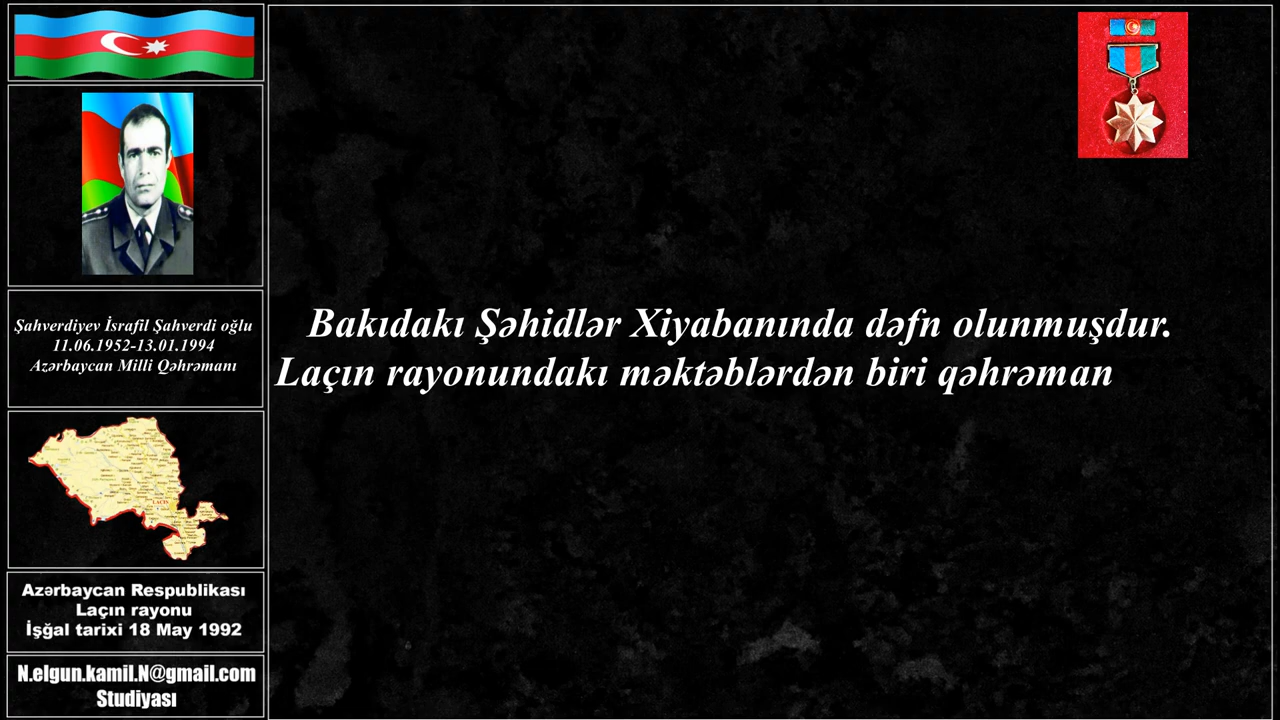 Şahverdiyev İsrafil Şahverdi oğlu
11.06.1952-13.01.1994
Azərbaycan Milli Qəhrəmanı
LAÇIN
Azərbaycan Respublikası
Laçın rayonu
İşğal tarixi 18 May 1992
N.elgun.kamil.N@gmail.com
Studiyası
Bakıdakı Şəhidlər Xiyabanında dəfn olunmuşdur.
Laçın rayonundakı məktəblərdən biri qəhrəman